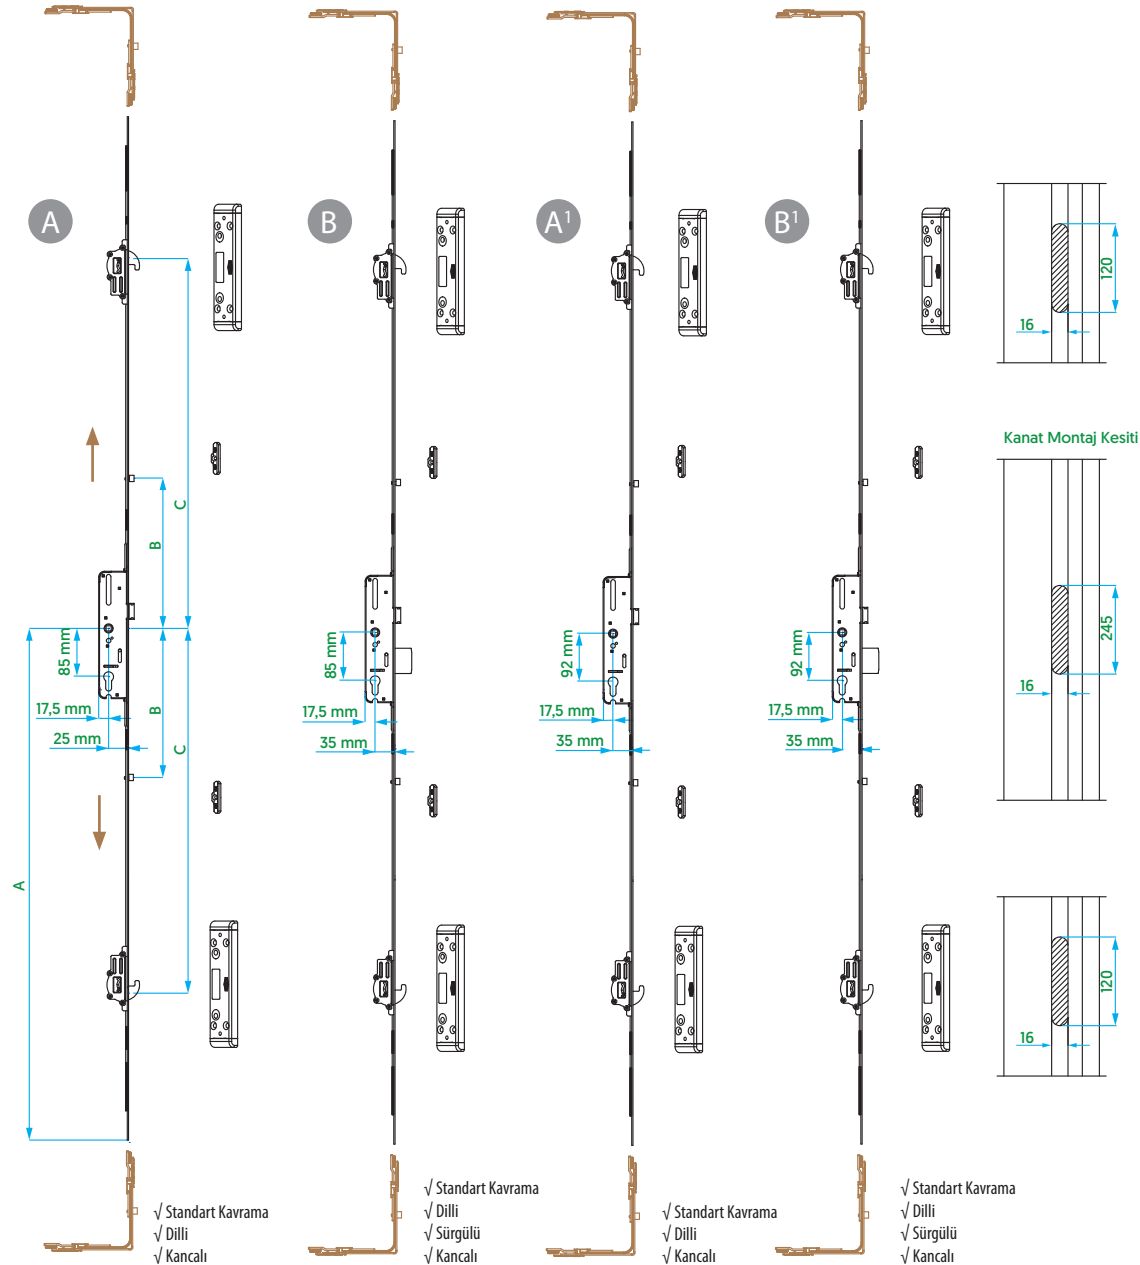 A
B
A¹
B¹
120
16
Kanat Montaj Kesiti
C
B
245
85 mm
85 mm
92 mm
92 mm
16
17,5 mm
17,5 mm
17,5 mm
17,5 mm
25 mm
35 mm
35 mm
35 mm
B
C
A
120
16
√ Standart Kavrama
√ Dilli
√ Kancalı
√ Standart Kavrama
√ Dilli
√ Sürgülü
√ Kancalı
√ Standart Kavrama
√ Dilli
√ Kancalı
√ Standart Kavrama
√ Dilli
√ Sürgülü
√ Kancalı